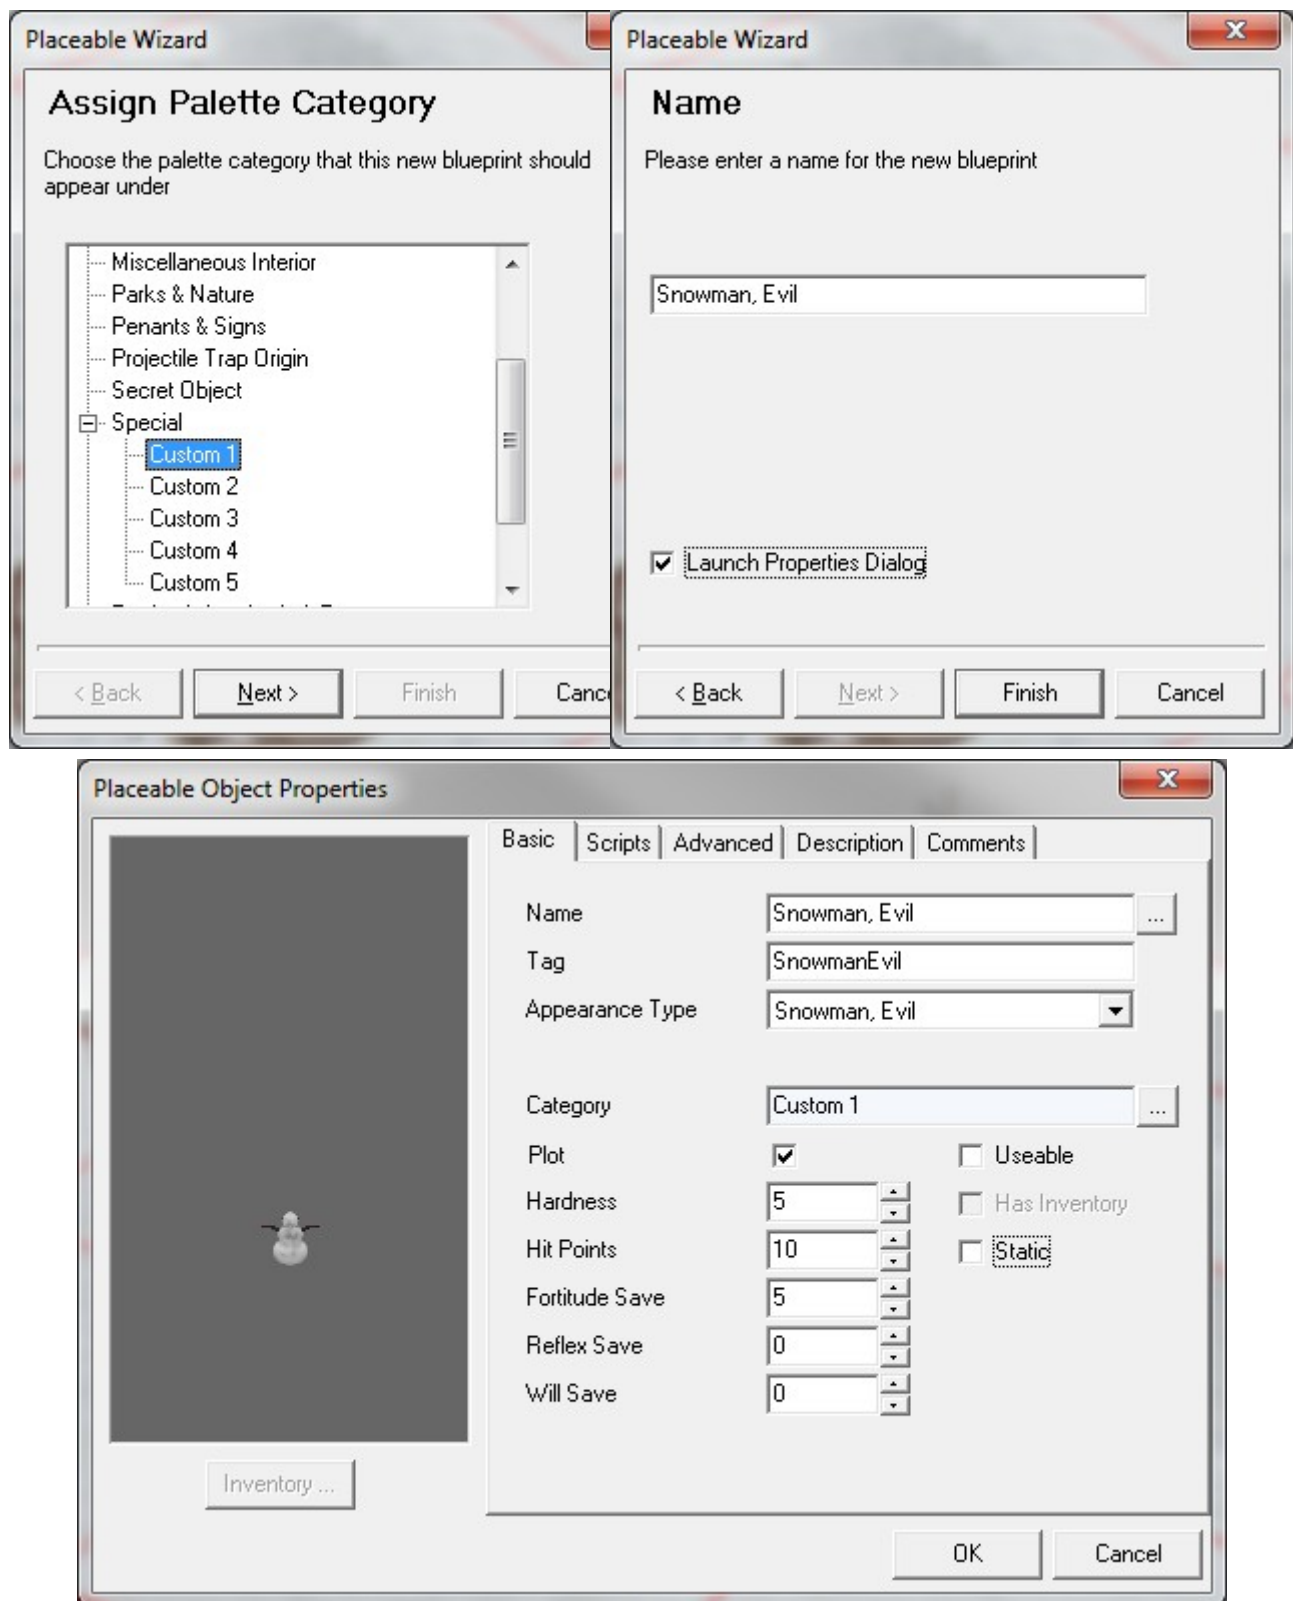 Placeable Wizard
Assign Palette Category
Choose the palette category that this new blueprint should
appear under
Miscellaneous Interior
Parks & Nature
Penants & Signs
Projectile Trap Origin
Secret Object
Special
Custom 1
Custom 2
Custom 3
Custom 4
Custom 5
< Back
Next >
Finish
Cance
Placeable Wizard
Name
Please enter a name for the new blueprint
Snowman, Evil
Launch Properties Dialog
< Back
Next >
Finish
Cancel
Placeable Object Properties
Basic Scripts Advanced Description Comments
Name Snowman, Evil ...
Tag SnowmanEvil
Appearance Type Snowman, Evil
Category Custom 1 ...
Plot Useable
Hardness 5 Has Inventory
Hit Points 10 Static
Fortitude Save 5
Reflex Save 0
Will Save 0
Inventory ...
OK Cancel